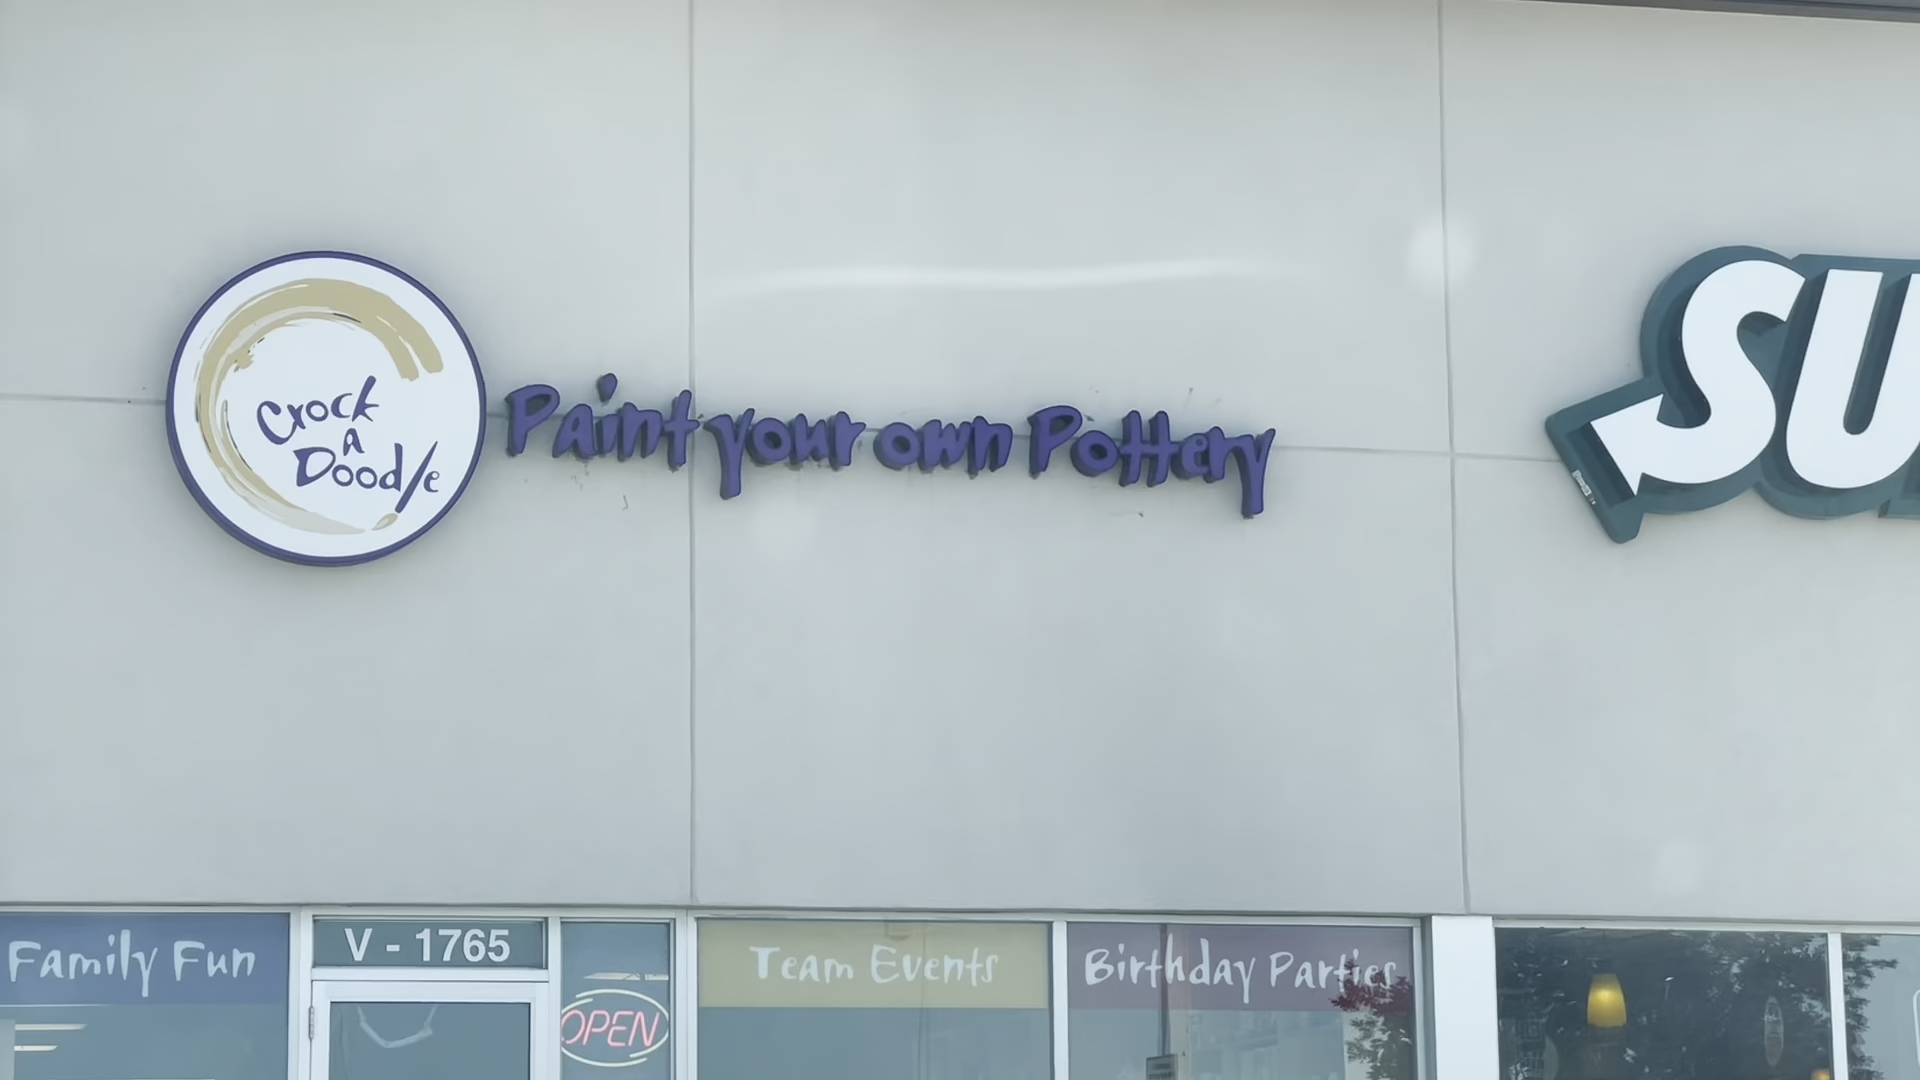 Crock
a
Doodle
Paint your own Pottery
SU
Family Fun
V - 1765
OPEN
Team Events
Birthday Parties